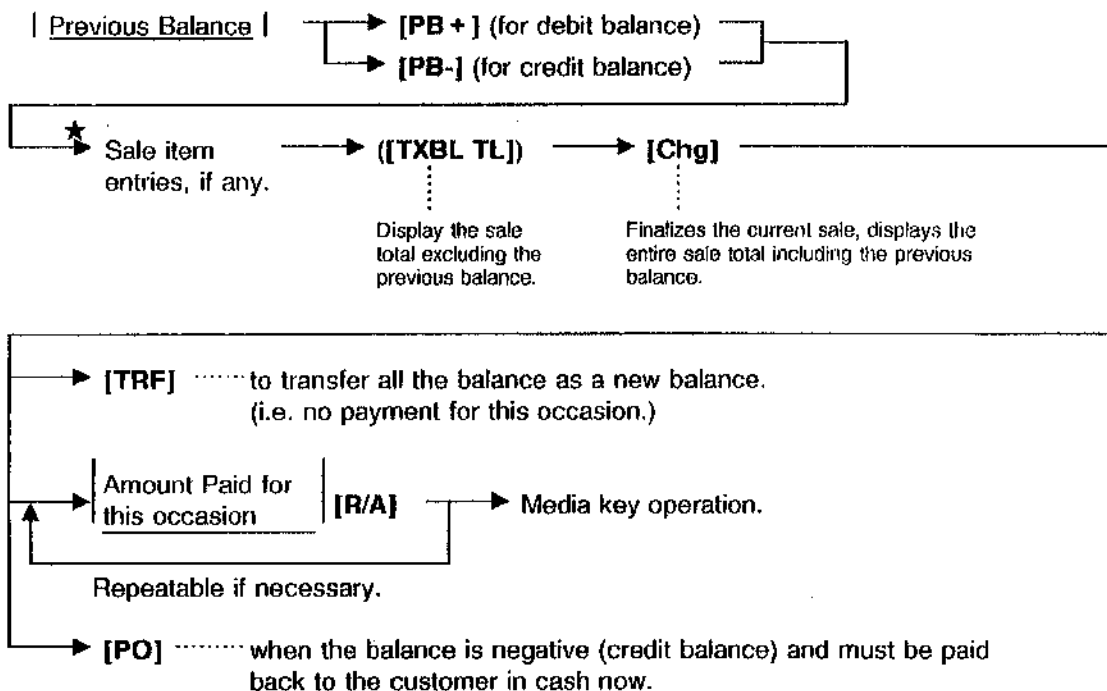 Previous Balance
[PB+] (for debit balance)
[PB-] (for credit balance)
★
Sale item
entries, if any.
([TXBL TL])
[Chg]
Display the sale
total excluding the
previous balance.
Finalizes the current sale, displays the
entire sale total including the previous
balance.
[TRF] ······· to transfer all the balance as a new balance.
(i.e. no payment for this occasion.)
Amount Paid for
this occasion
[R/A]
Media key operation.
Repeatable if necessary.
[PO] ········ when the balance is negative (credit balance) and must be paid
back to the customer in cash now.